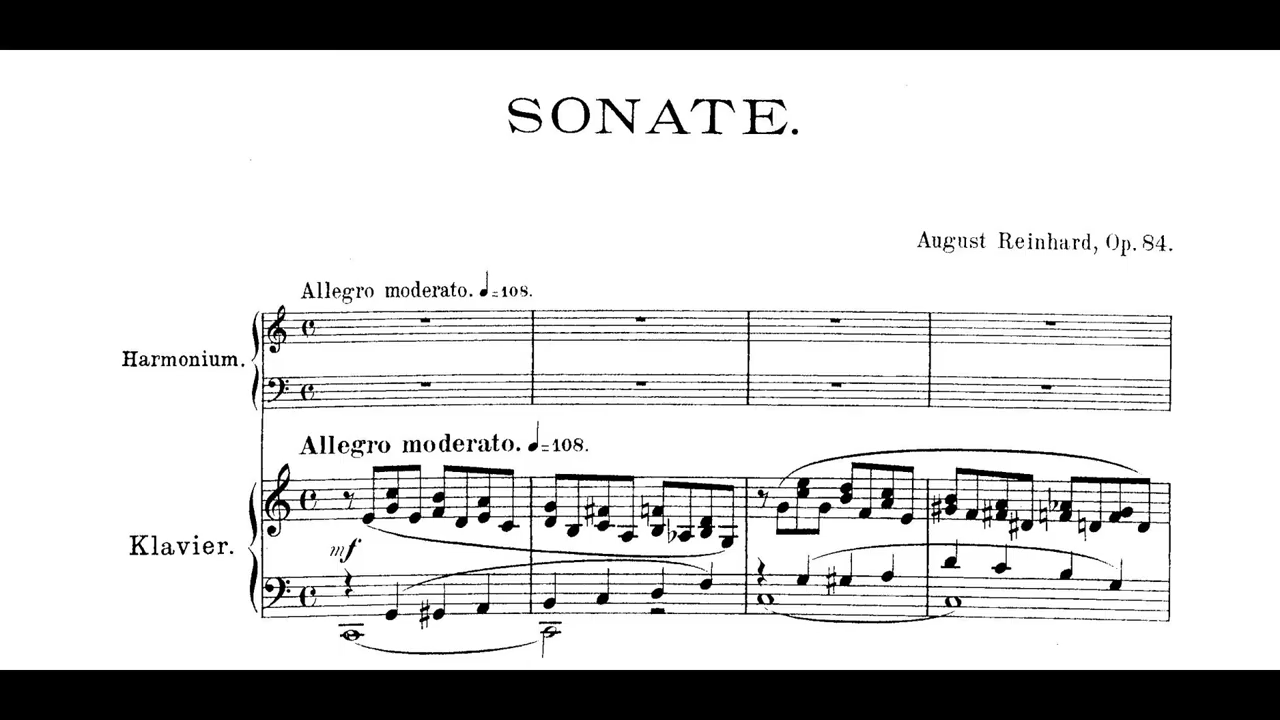 SONATE.
August Reinhard, Op. 84.
Allegro moderato. ♩=108.
Harmonium.
Allegro moderato. ♩=108.
Klavier.
mf